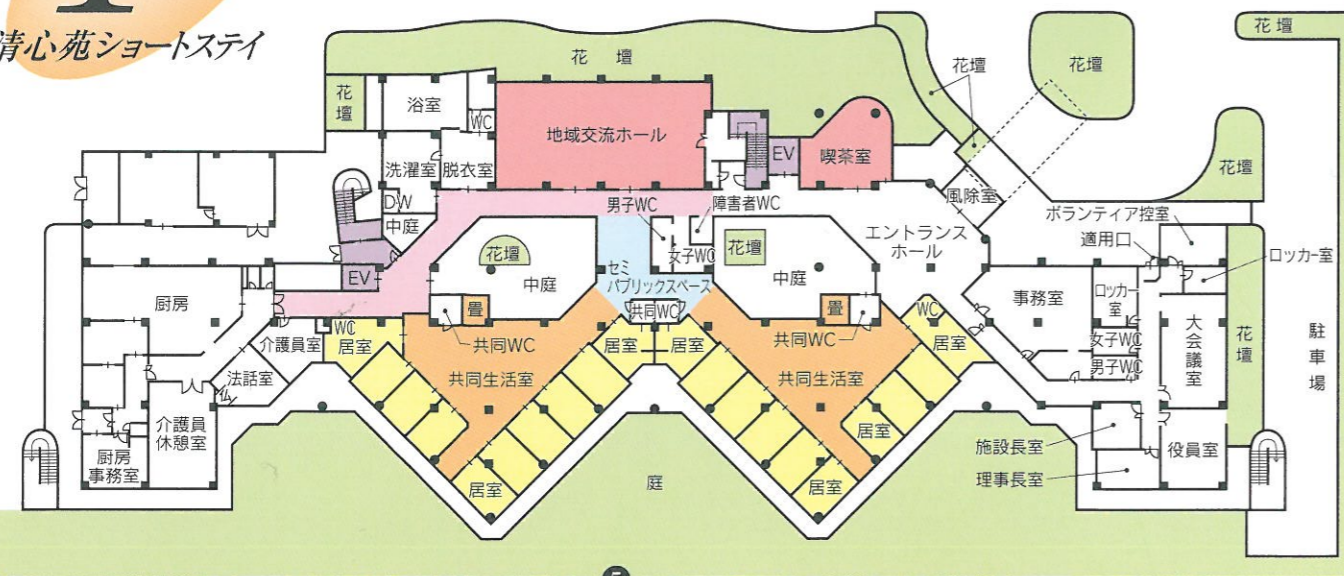 清心苑ショートステイ
花壇
花壇
花壇
花壇
花壇
浴室
WC
地域交流ホール
EV
喫茶室
花壇
洗濯室
脱衣室
風除室
DW
男子WC
障害者WC
ボランティア控室
中庭
エントランス
ホール
適用口
花壇
女子WC
花壇
ロッカー室
EV
中庭
セミ
パブリックスペース
中庭
厨房
事務室
ロッカー
室
畳
共同WC
畳
WC
大会議室
花壇
駐車場
WC
介護員室
居室
共同WC
居室
居室
共同WC
居室
女子WC
男子WC
法話室
仏
共同生活室
共同生活室
介護員
休憩室
居室
施設長室
役員室
厨房
事務室
理事長室
居室
庭
居室
5